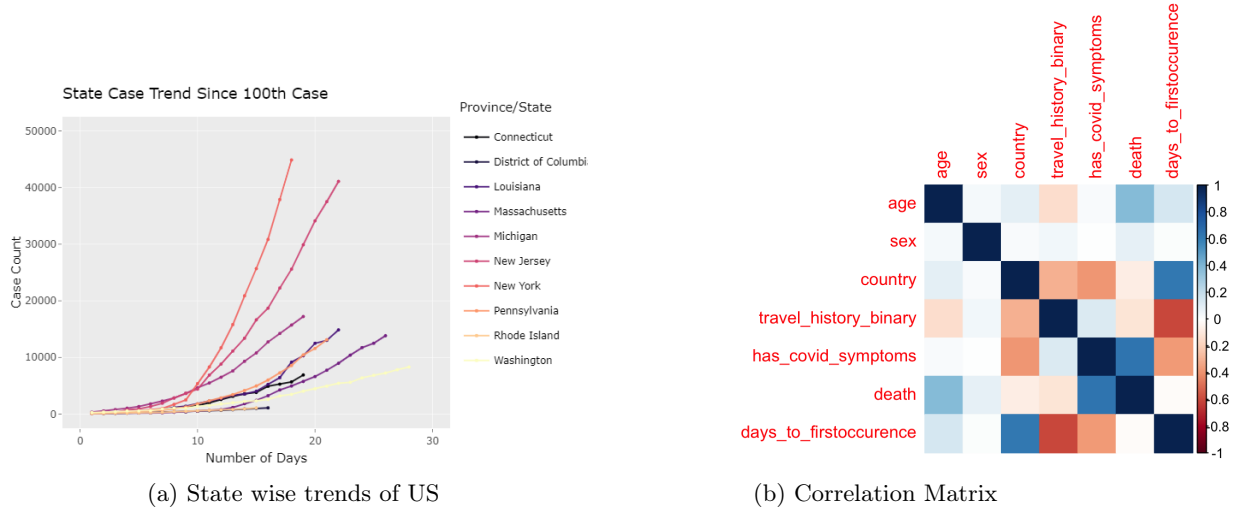 State Case Trend Since 100th Case
Province/State
50000
40000
30000
20000
10000
0
Case Count
0
10
20
30
Number of Days
Connecticut
District of Columbi
Louisiana
Massachusetts
Michigan
New Jersey
New York
Pennsylvania
Rhode Island
Washington
(a) State wise trends of US
age
sex
country
travel_history_binary
has_covid_symptoms
death
days_to_firstoccurence
age
sex
country
travel_history_binary
has_covid_symptoms
death
days_to_firstoccurence
1
0.8
0.6
0.4
0.2
0
-0.2
-0.4
-0.6
-0.8
-1
(b) Correlation Matrix